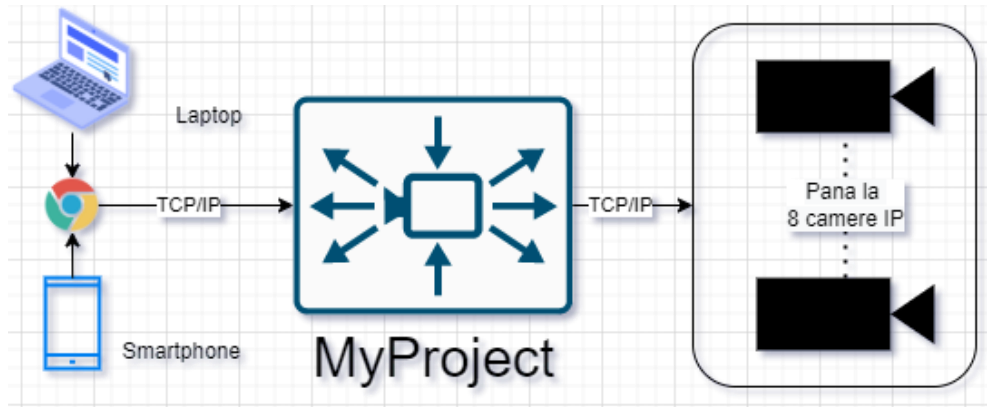 Laptop
TCP/IP
TCP/IP
Pana la
8 camere IP
Smartphone
MyProject